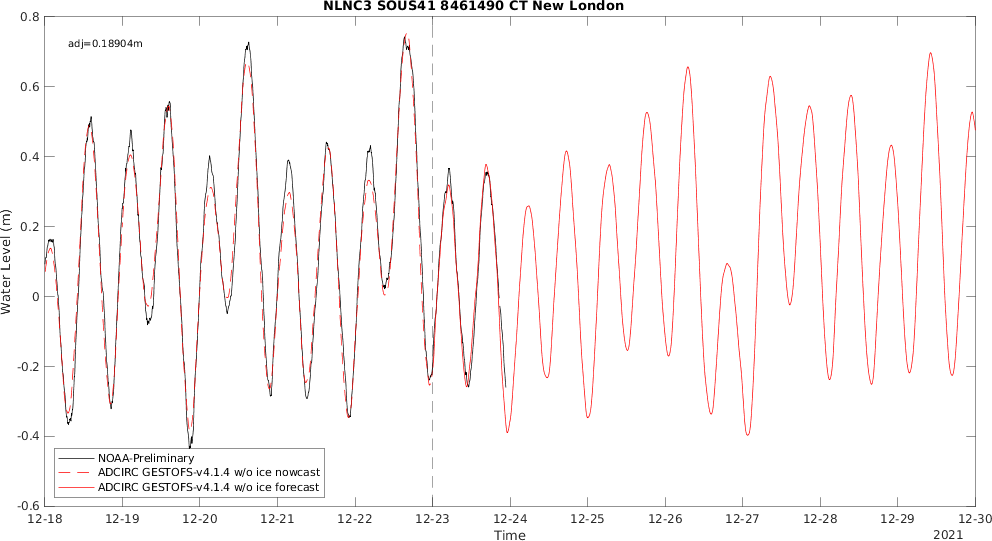 NLNC3 SOUS41 8461490 CT New London
adj=0.18904m
Water Level (m)
0.8
0.6
0.4
0.2
0
-0.2
-0.4
-0.6
NOAA-Preliminary
ADCIRC GESTOFS-v4.1.4 w/o ice nowcast
ADCIRC GESTOFS-v4.1.4 w/o ice forecast
12-18 12-19 12-20 12-21 12-22 12-23 12-24 12-25 12-26 12-27 12-28 12-29 12-30
Time
2021